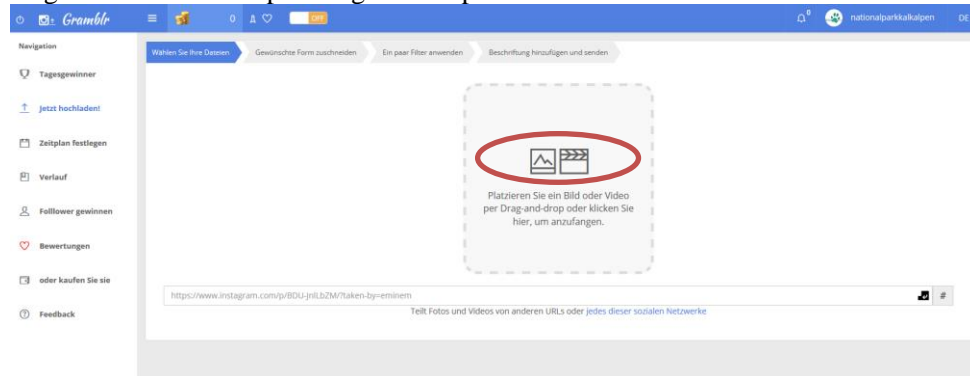 Gramblr
0
OFF
0
nationalparkkalkalpen
DE
Navigation
Tagesgewinner
Jetzt hochladen!
Zeitplan festlegen
Verlauf
Folllower gewinnen
Bewertungen
oder kaufen Sie sie
Feedback
Wählen Sie Ihre Dateien
Gewünschte Form zuschneiden
Ein paar Filter anwenden
Beschriftung hinzufügen und senden
Platzieren Sie ein Bild oder Video
per Drag-and-drop oder klicken Sie
hier, um anzufangen.
https://www.instagram.com/p/BDU-JnlLbZM/?taken-by=eminem
#
Teilt Fotos und Videos von anderen URLs oder jedes dieser sozialen Netzwerke